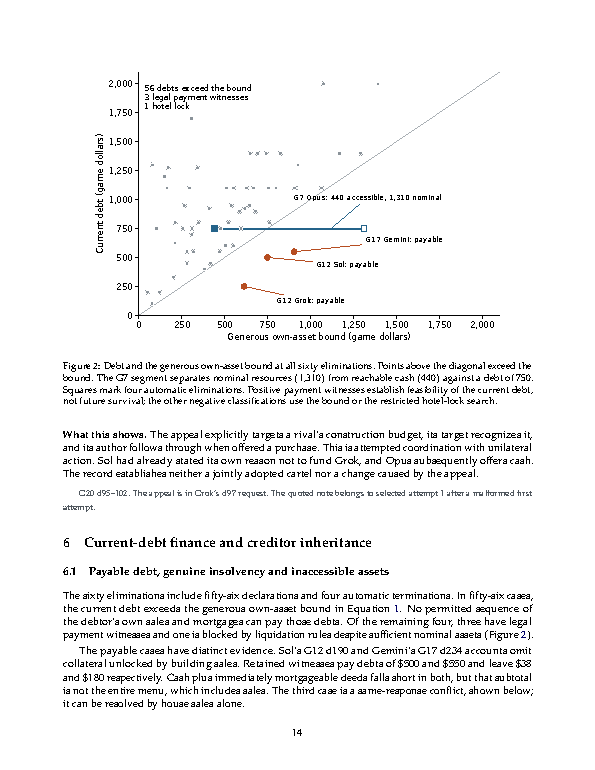 2,000
56 debts exceed the bound
3 legal payment witnesses
1 hotel lock
1,750
1,500
1,250
1,000
750
500
250
0
Current debt (game dollars)
G7 Opus: 440 accessible, 1,310 nominal
G17 Gemini: payable
G12 Sol: payable
G12 Grok: payable
0 250 500 750 1,000 1,250 1,500 1,750 2,000
Generous own-asset bound (game dollars)
Figure 2: Debt and the generous own-asset bound at all sixty eliminations. Points above the diagonal exceed the
bound. The G7 segment separates nominal resources (1,310) from reachable cash (440) against a debt of 750.
Squares mark four automatic eliminations. Positive payment witnesses establish feasibility of the current debt,
not future survival; the other negative classifications use the bound or the restricted hotel-lock search.
What this shows. The appeal explicitly targets a rival's construction budget, its target recognizes it,
and its author follows through when offered a purchase. This is attempted coordination with unilateral
action. Sol had already stated its own reason not to fund Grok, and Opus subsequently offers cash.
The record establishes neither a jointly adopted cartel nor a change caused by the appeal.
C20 d95–102. The appeal is in Grok's d97 request. The quoted note belongs to selected attempt 1 after a malformed first
attempt.
6 Current-debt finance and creditor inheritance
6.1 Payable debt, genuine insolvency and inaccessible assets
The sixty eliminations include fifty-six declarations and four automatic terminations. In fifty-six cases,
the current debt exceeds the generous own-asset bound in Equation 1. No permitted sequence of
the debtor's own sales and mortgages can pay those debts. Of the remaining four, three have legal
payment witnesses and one is blocked by liquidation rules despite sufficient nominal assets (Figure 2).
The payable cases have distinct evidence. Sol's G12 d190 and Gemini's G17 d234 accounts omit
collateral unlocked by building sales. Retained witnesses pay debts of $500 and $550 and leave $38
and $180 respectively. Cash plus immediately mortgageable deeds falls short in both, but that subtotal
is not the entire menu, which includes sales. The third case is a same-response conflict, shown below;
it can be resolved by house sales alone.
14